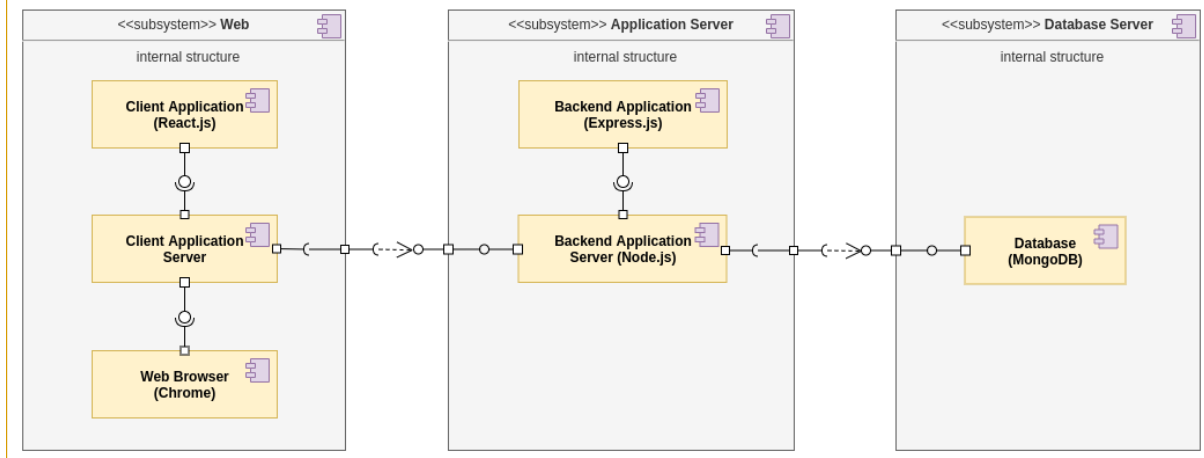 <<subsystem>> Web
internal structure
Client Application
(React.js)
Client Application
Server
Web Browser
(Chrome)
<<subsystem>> Application Server
internal structure
Backend Application
(Express.js)
Backend Application
Server (Node.js)
<<subsystem>> Database Server
internal structure
Database
(MongoDB)